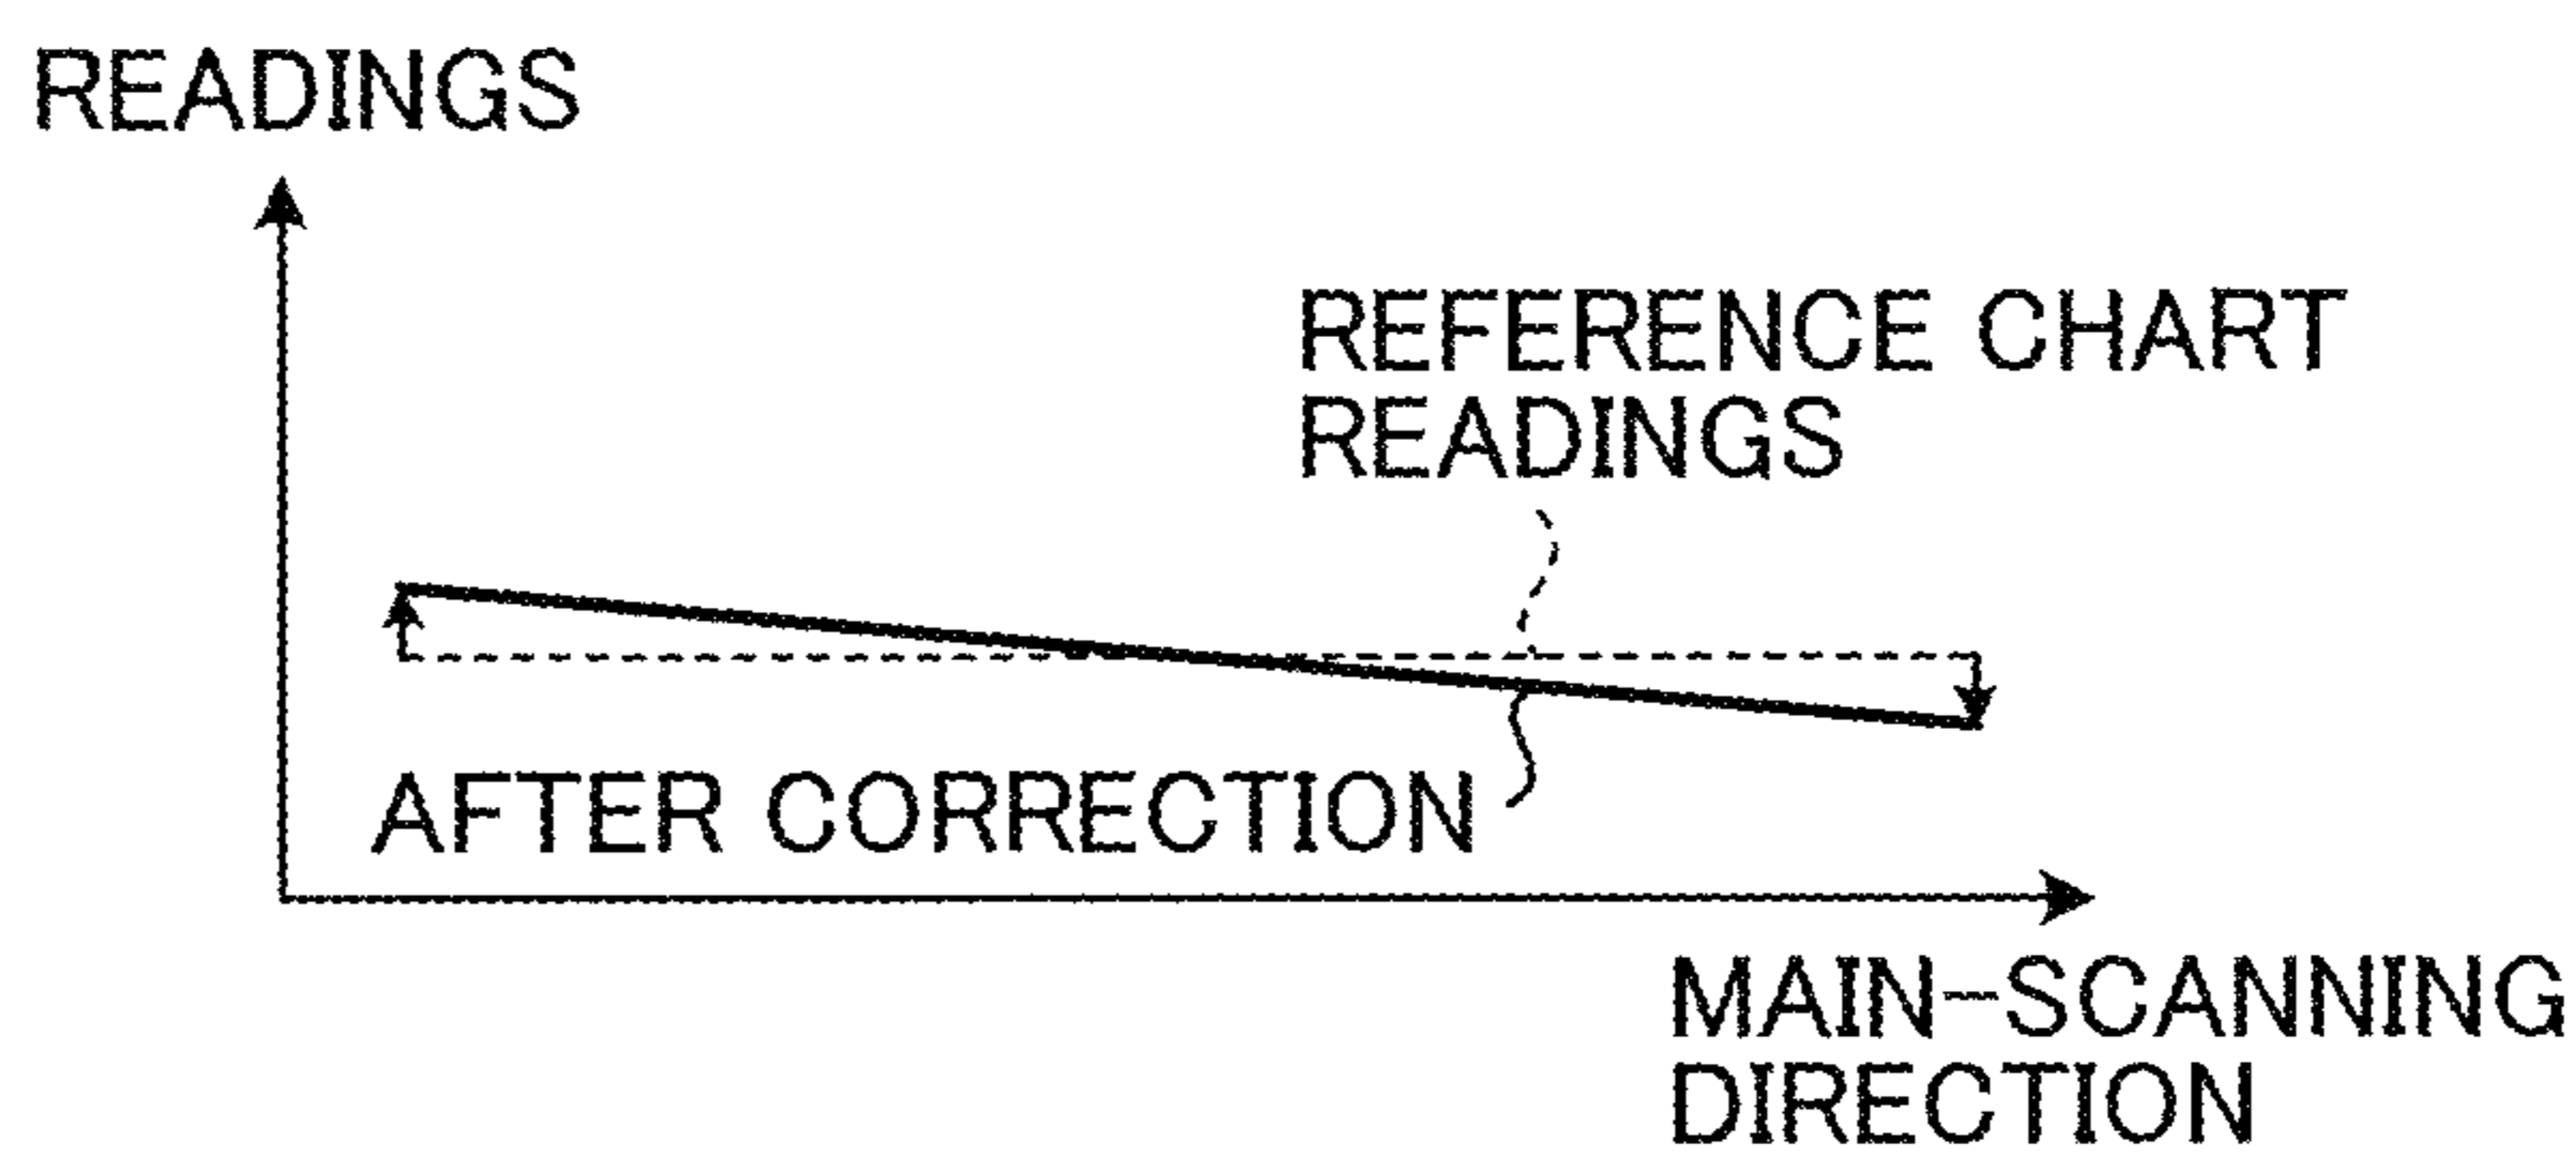 READINGS
REFERENCE CHART
READINGS
AFTER CORRECTION
MAIN-SCANNING
DIRECTION